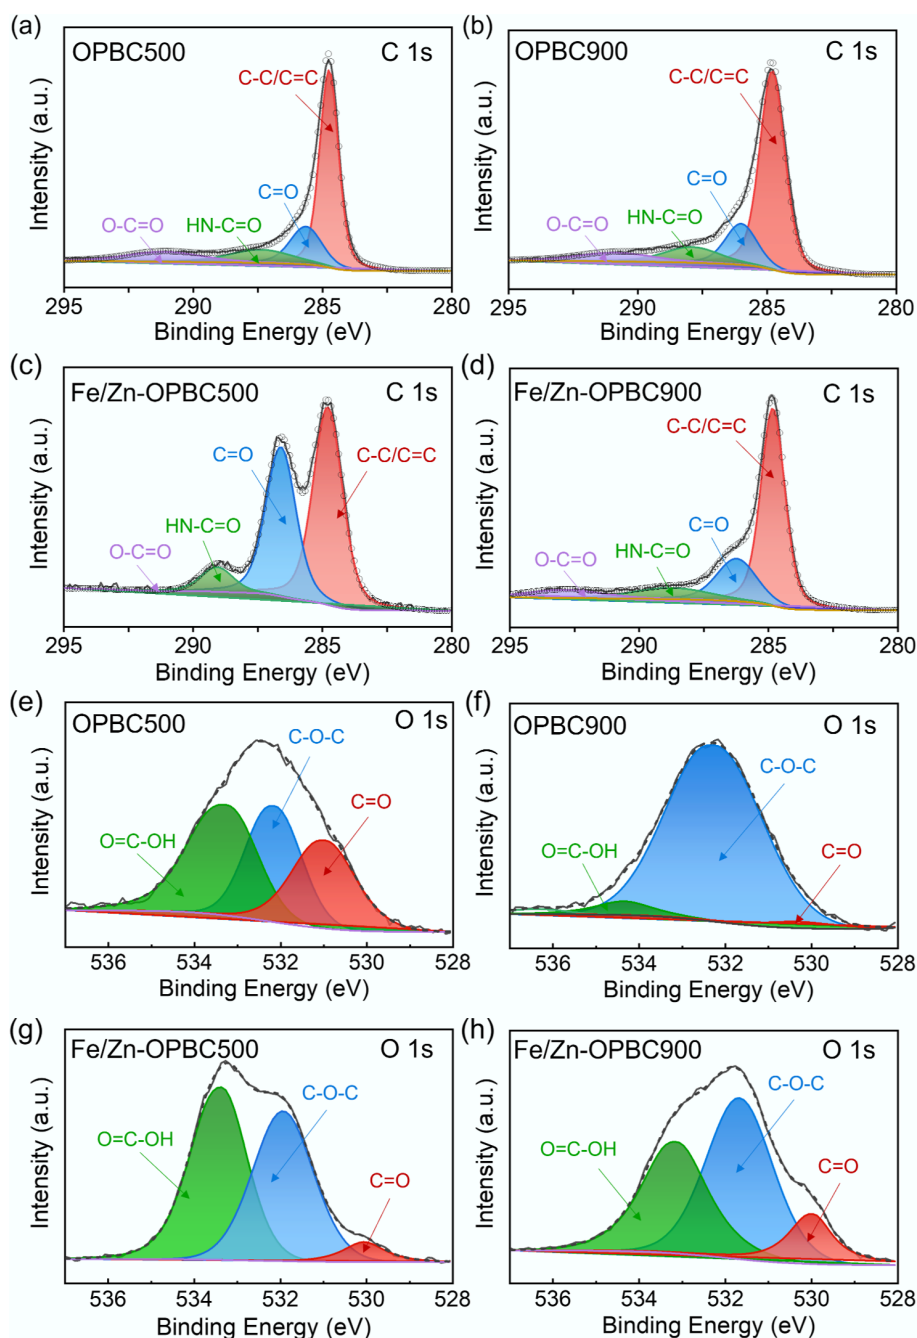 (a)
OPBC500
C 1s
C-C/C=C
C=O
HN-C=O
O-C=O
Intensity (a.u.)
295 290 285 280
Binding Energy (eV)
(b)
OPBC900
C 1s
C-C/C=C
C=O
HN-C=O
O-C=O
Intensity (a.u.)
295 290 285 280
Binding Energy (eV)
(c)
Fe/Zn-OPBC500
C 1s
C=O
C-C/C=C
HN-C=O
O-C=O
Intensity (a.u.)
295 290 285 280
Binding Energy (eV)
(d)
Fe/Zn-OPBC900
C 1s
C-C/C=C
C=O
HN-C=O
O-C=O
Intensity (a.u.)
295 290 285 280
Binding Energy (eV)
(e)
OPBC500
O 1s
C-O-C
C=O
O=C-OH
Intensity (a.u.)
536 534 532 530 528
Binding Energy (eV)
(f)
OPBC900
O 1s
C-O-C
O=C-OH
C=O
Intensity (a.u.)
536 534 532 530 528
Binding Energy (eV)
(g)
Fe/Zn-OPBC500
O 1s
C-O-C
O=C-OH
C=O
Intensity (a.u.)
536 534 532 530 528
Binding Energy (eV)
(h)
Fe/Zn-OPBC900
O 1s
C-O-C
O=C-OH
C=O
Intensity (a.u.)
536 534 532 530 528
Binding Energy (eV)